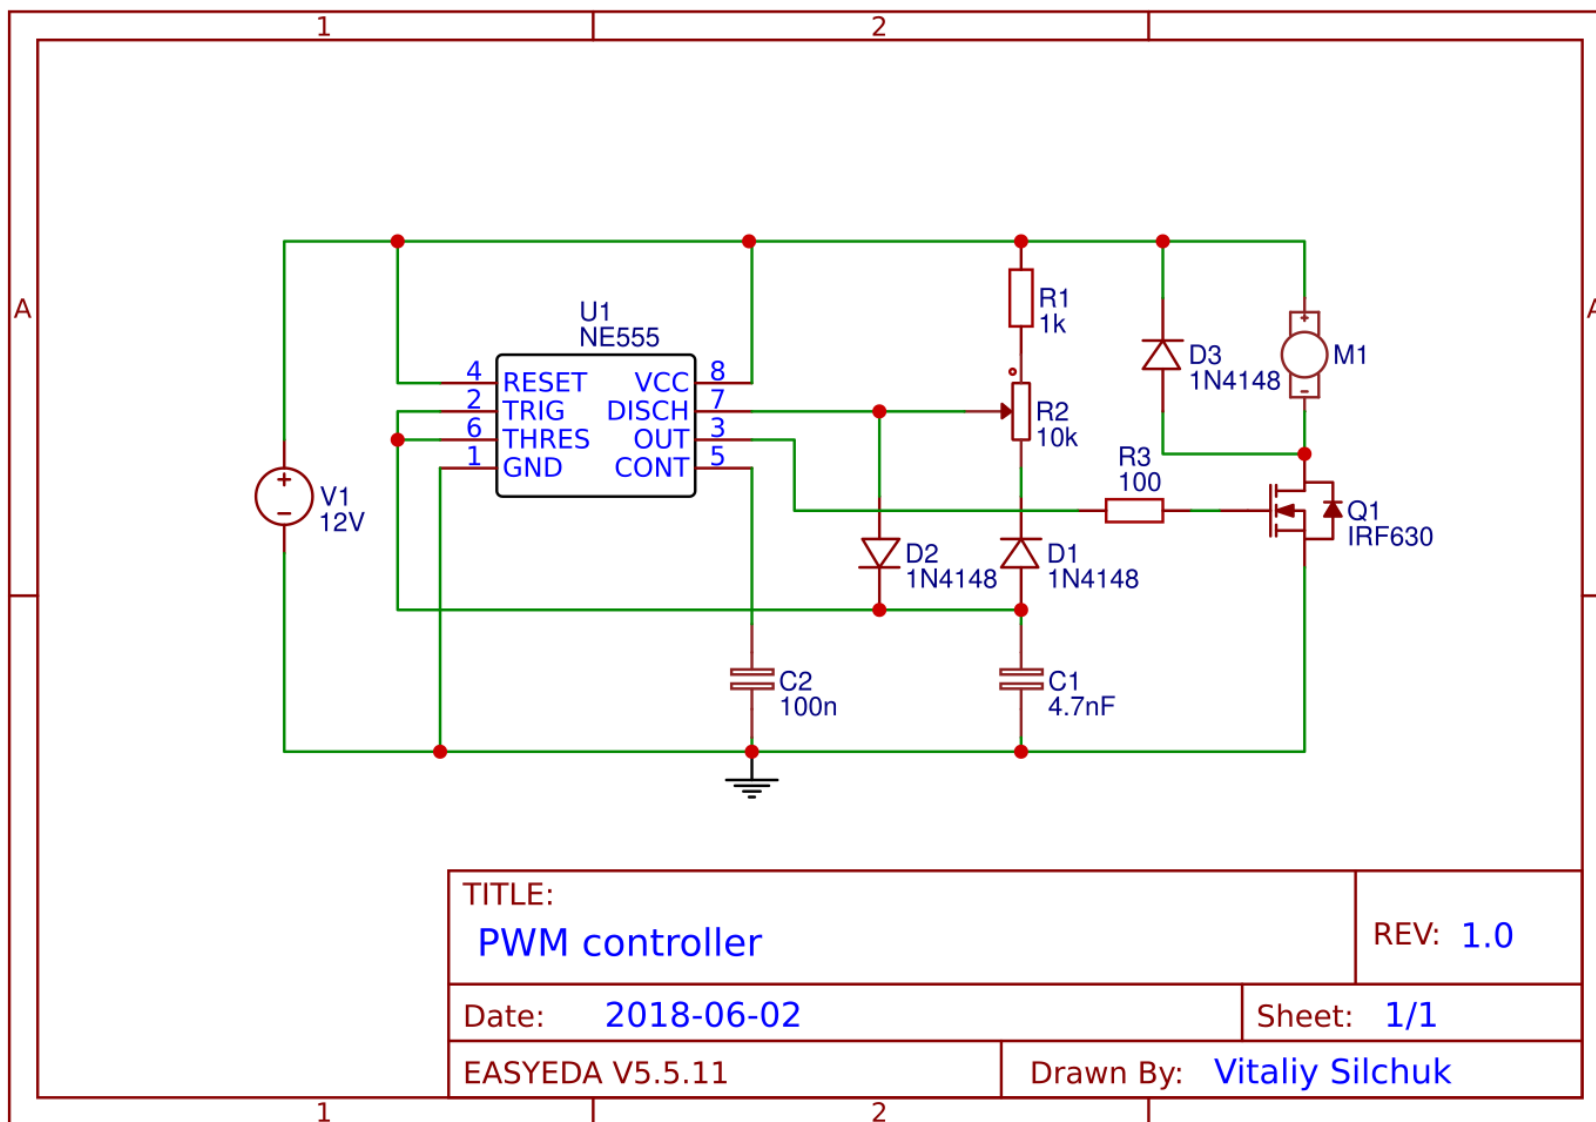 1 2
A
A
U1
NE555
4 RESET VCC 8
2 TRIG DISCH 7
6 THRES OUT 3
1 GND CONT 5
R1
1k
R2
10k
D3
1N4148
+
M1
-
R3
100
+
V1
-
12V
Q1
IRF630
D2
1N4148
D1
1N4148
C2
100n
C1
4.7nF
TITLE:
PWM controller
REV: 1.0
Date: 2018-06-02
Sheet: 1/1
EASYEDA V5.5.11
Drawn By: Vitaliy Silchuk
1 2